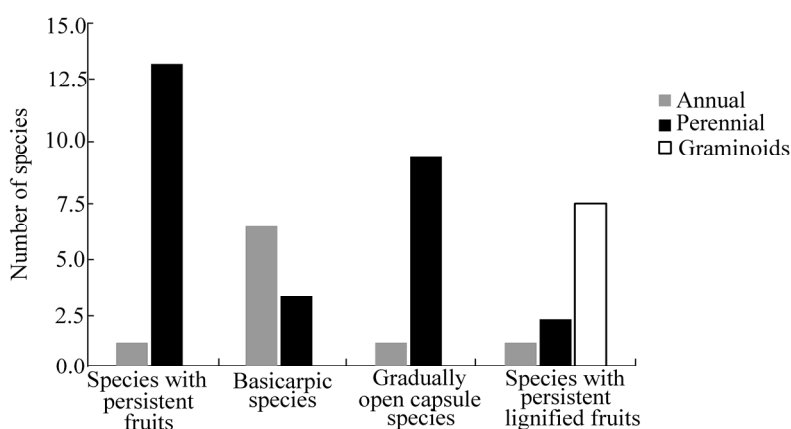 15.0
12.5
10.0
7.5
5.0
2.5
0.0
Number of species
Annual
Perennial
Graminoids
Species with
persistent
fruits
Basicarpic
species
Gradually
open capsule
species
Species with
persistent
lignified fruits